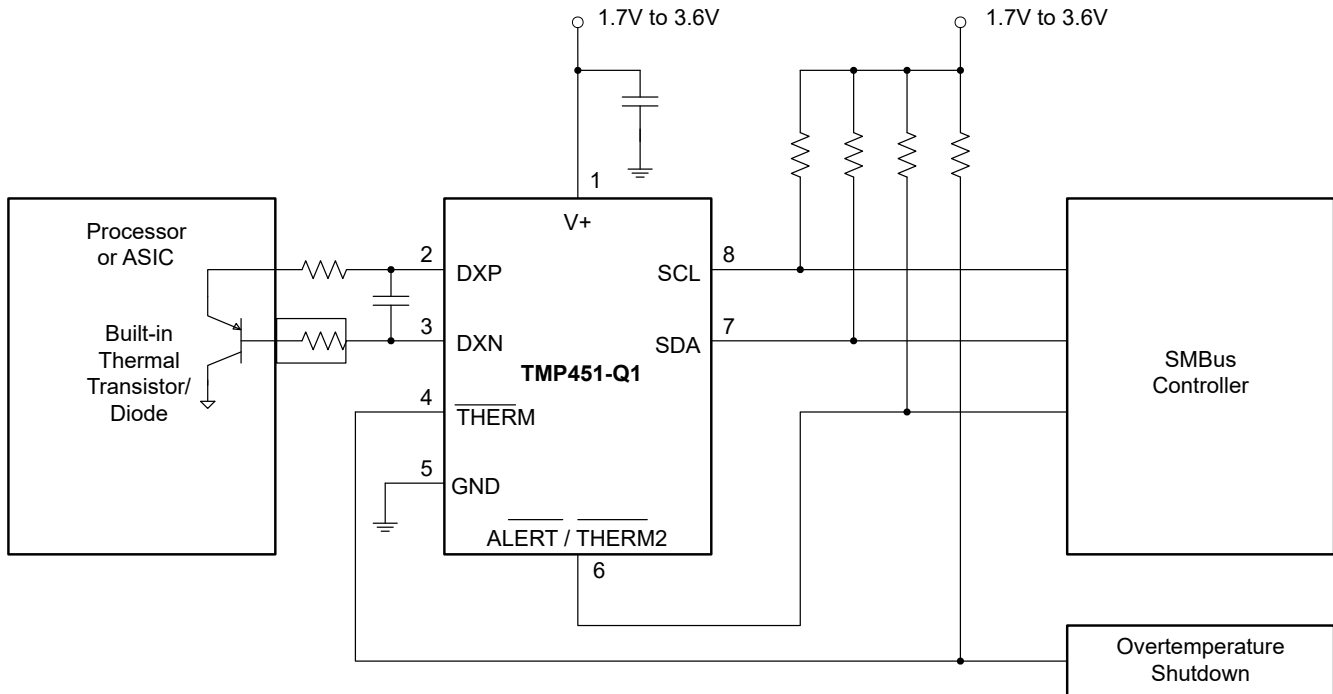 1.7V to 3.6V
1.7V to 3.6V
1
V+
Processor
or ASIC
Built-in
Thermal
Transistor/
Diode
2
DXP
3
DXN
TMP451-Q1
4
THERM
5
GND
ALERT / THERM2
6
8
SCL
7
SDA
SMBus
Controller
Overtemperature
Shutdown